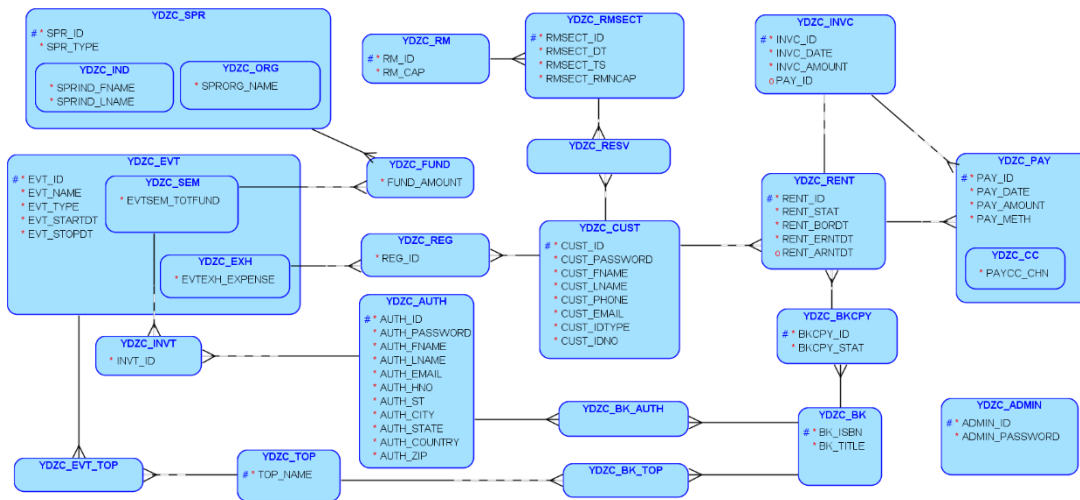 YDZC_SPR
# * SPR_ID
* SPR_TYPE
YDZC_IND
* SPRIND_FNAME
* SPRIND_LNAME
YDZC_ORG
* SPRORG_NAME
YDZC_RM
# * RM_ID
* RM_CAP
YDZC_RMSECT
# * RMSECT_ID
* RMSECT_DT
* RMSECT_TS
* RMSECT_RMNCAP
YDZC_INVC
# * INVC_ID
* INVC_DATE
* INVC_AMOUNT
o PAY_ID
YDZC_RESV
YDZC_EVT
# * EVT_ID
* EVT_NAME
* EVT_TYPE
* EVT_STARTDT
* EVT_STOPDT
YDZC_SEM
* EVTSEM_TOTFUND
YDZC_EXH
* EVTEXH_EXPENSE
YDZC_FUND
* FUND_AMOUNT
YDZC_REG
* REG_ID
YDZC_CUST
# * CUST_ID
* CUST_PASSWORD
* CUST_FNAME
* CUST_LNAME
* CUST_PHONE
* CUST_EMAIL
* CUST_IDTYPE
* CUST_IDNO
YDZC_RENT
# * RENT_ID
* RENT_STAT
* RENT_BORDT
* RENT_ERNTDT
o RENT_ARNTDT
YDZC_PAY
# * PAY_ID
* PAY_DATE
* PAY_AMOUNT
* PAY_METH
YDZC_CC
* PAYCC_CHN
YDZC_INVT
* INVT_ID
YDZC_AUTH
# * AUTH_ID
* AUTH_PASSWORD
* AUTH_FNAME
* AUTH_LNAME
* AUTH_EMAIL
* AUTH_HNO
* AUTH_ST
* AUTH_CITY
* AUTH_STATE
* AUTH_COUNTRY
* AUTH_ZIP
YDZC_BKCPY
# * BKCPY_ID
* BKCPY_STAT
YDZC_BK_AUTH
YDZC_BK
# * BK_ISBN
* BK_TITLE
YDZC_ADMIN
# * ADMIN_ID
* ADMIN_PASSWORD
YDZC_EVT_TOP
YDZC_TOP
# * TOP_NAME
YDZC_BK_TOP